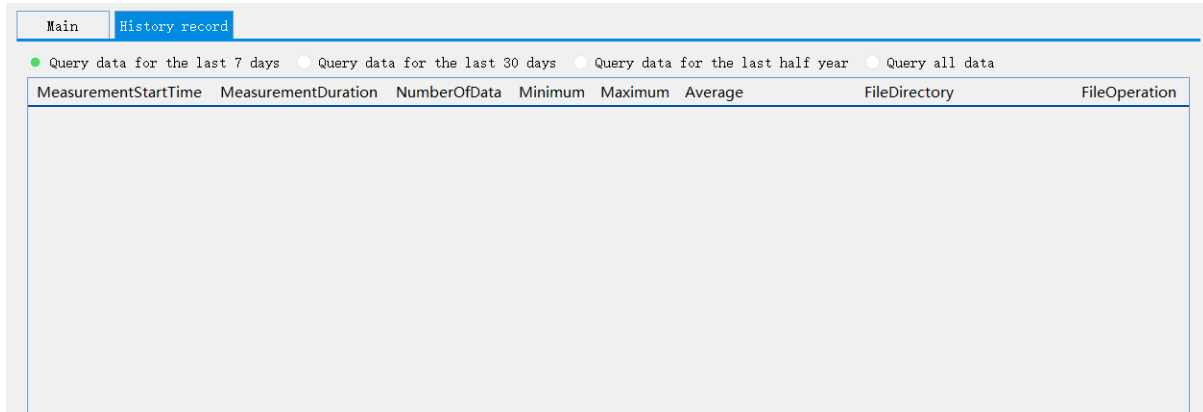 Main History record
Query data for the last 7 days Query data for the last 30 days Query data for the last half year Query all data
MeasurementStartTime MeasurementDuration NumberOfData Minimum Maximum Average FileDirectory FileOperation